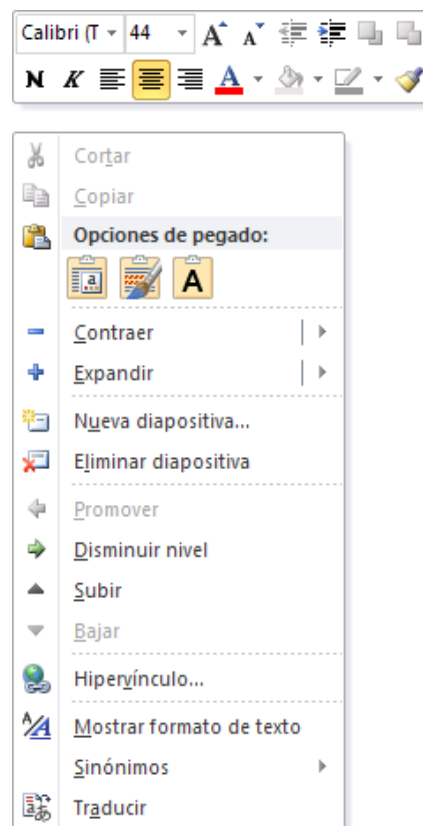 Calibri (T 44 A A
N K A
Cortar
Copiar
Opciones de pegado:
a A
Contraer
Expandir
Nueva diapositiva...
Eliminar diapositiva
Promover
Disminuir nivel
Subir
Bajar
Hipervínculo...
Mostrar formato de texto
Sinónimos
Traducir